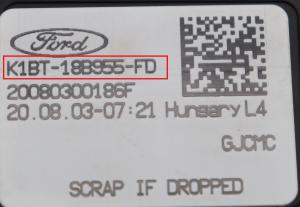 Ford
K1BT-18B955-FD
20080300186F
20.08.03-07:21 Hungary L4
GJCMC
SCRAP IF DROPPED